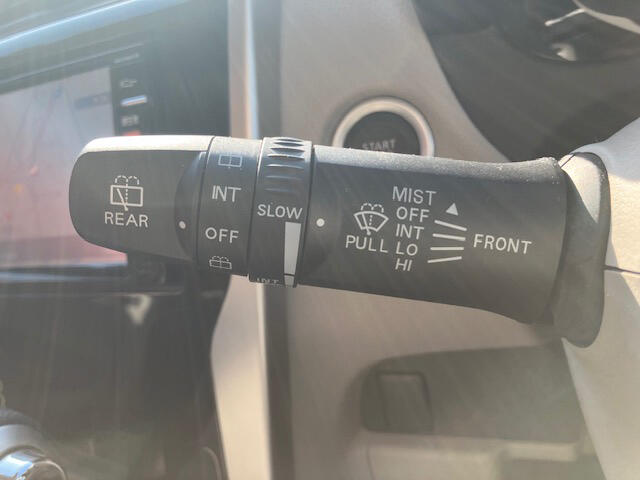 START
REAR
INT
OFF
SLOW
MIST
OFF
INT
LO
HI
PULL
FRONT